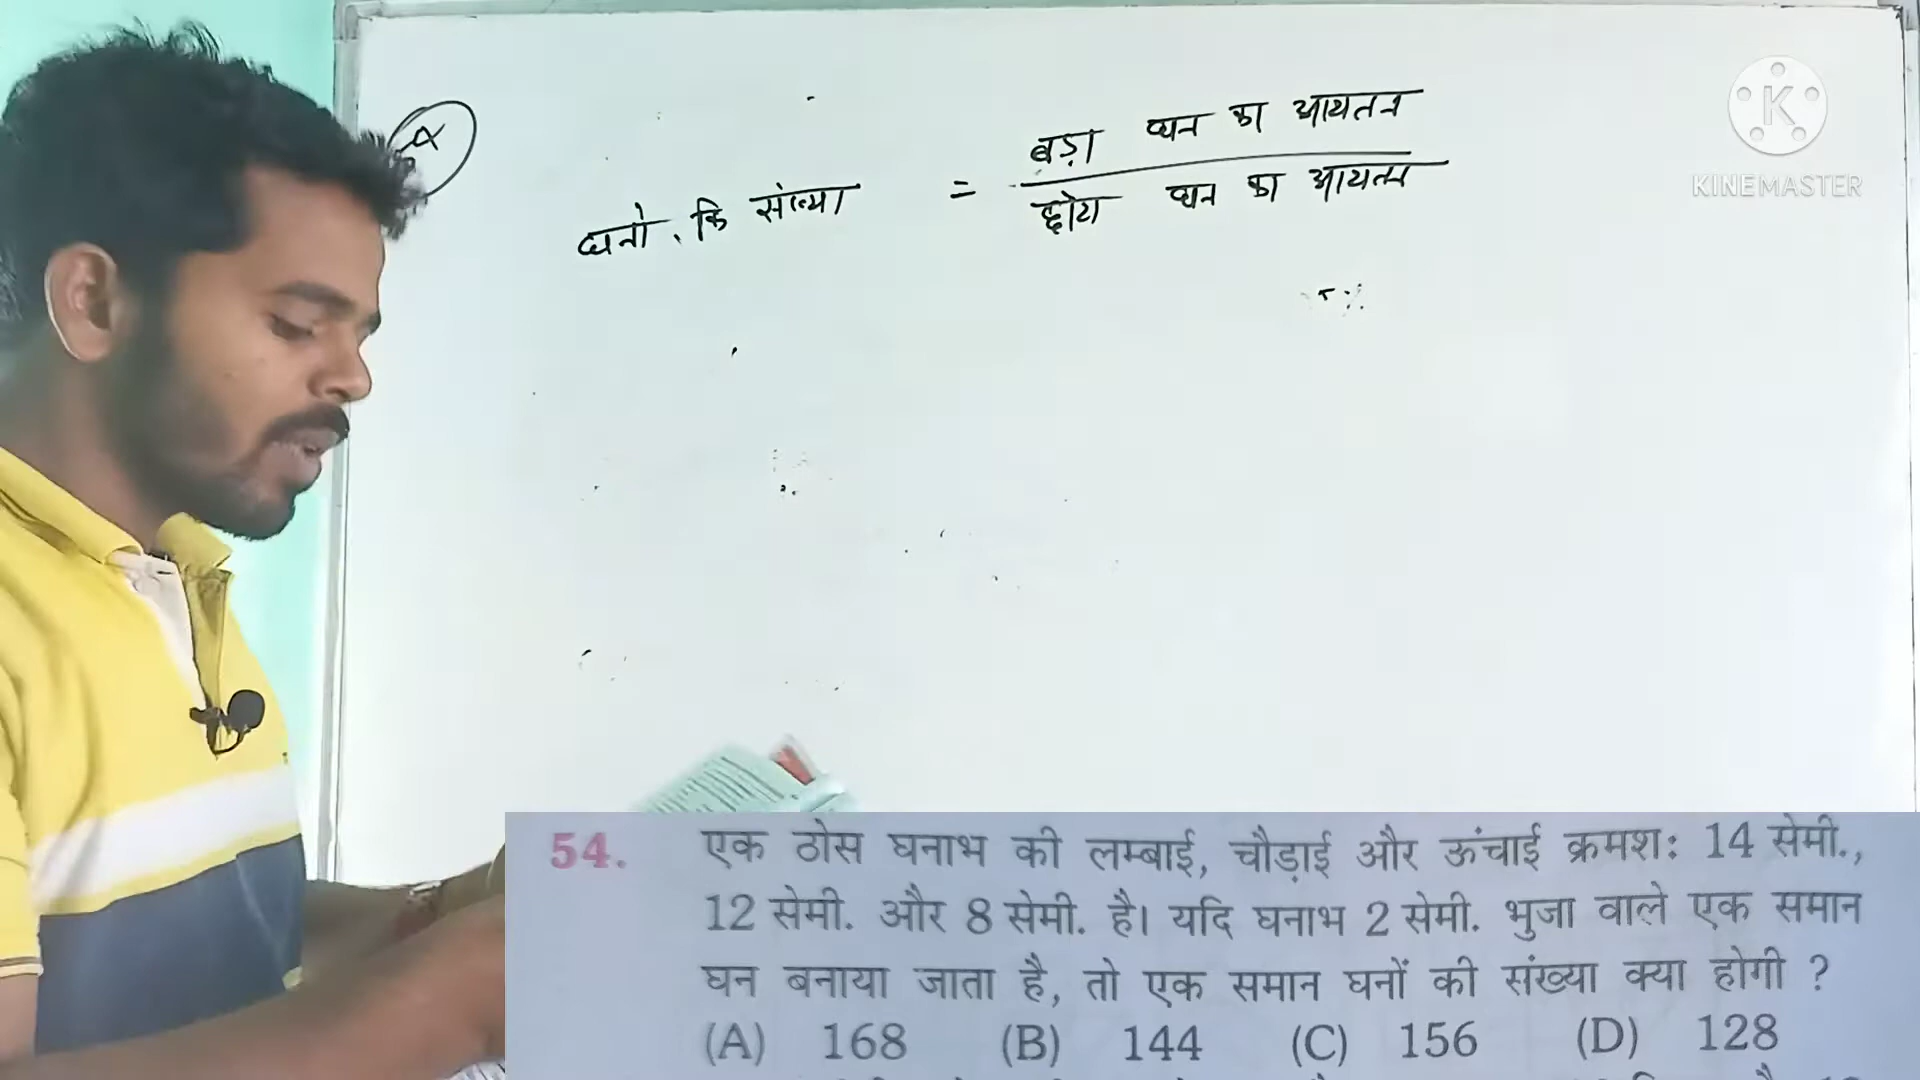 बड़ा घन का आयतन
घनो कि संख्या =
छोटा घन का आयतन
K
KINEMASTER
54. एक ठोस घनाभ की लम्बाई, चौड़ाई और ऊंचाई क्रमशः 14 सेमी.,
12 सेमी. और 8 सेमी. है। यदि घनाभ 2 सेमी. भुजा वाले एक समान
घन बनाया जाता है, तो एक समान घनों की संख्या क्या होगी ?
(A) 168 (B) 144 (C) 156 (D) 128